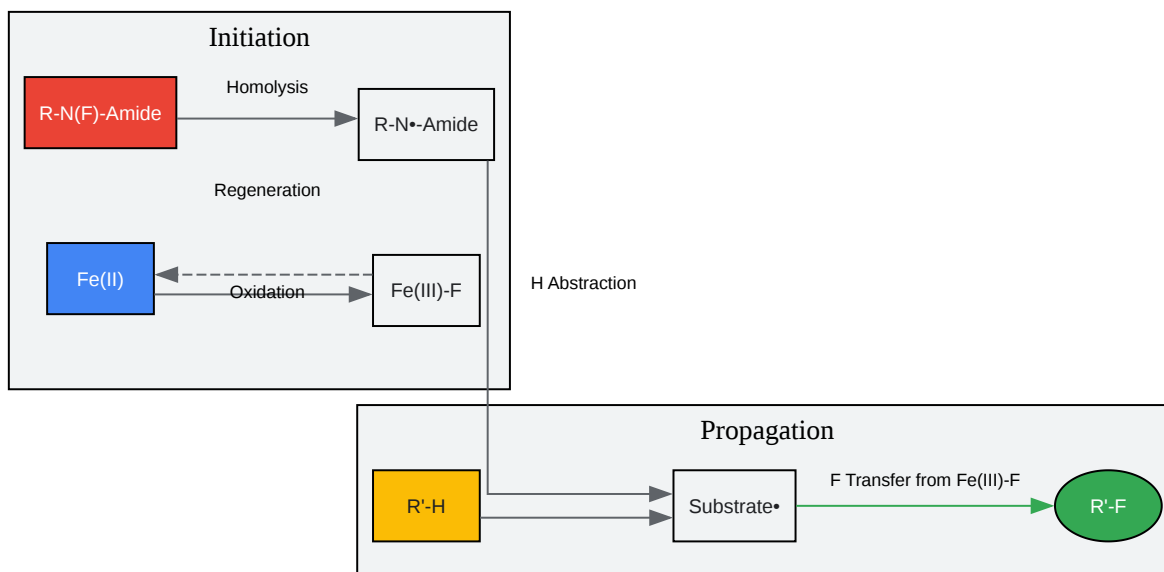 Initiation
Homolysis
R-N(F)-Amide
R-N•-Amide
Regeneration
Fe(II)
Oxidation
Fe(III)-F
H Abstraction
Propagation
R'-H
Substrate•
F Transfer from Fe(III)-F
R'-F